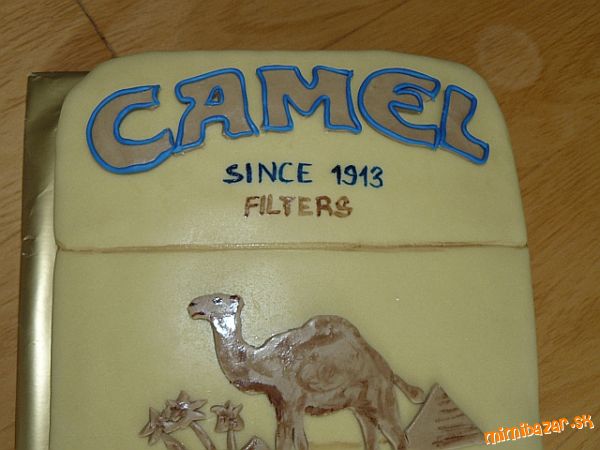 CAMEL
SINCE 1913
FILTERS
mimibazar.sk